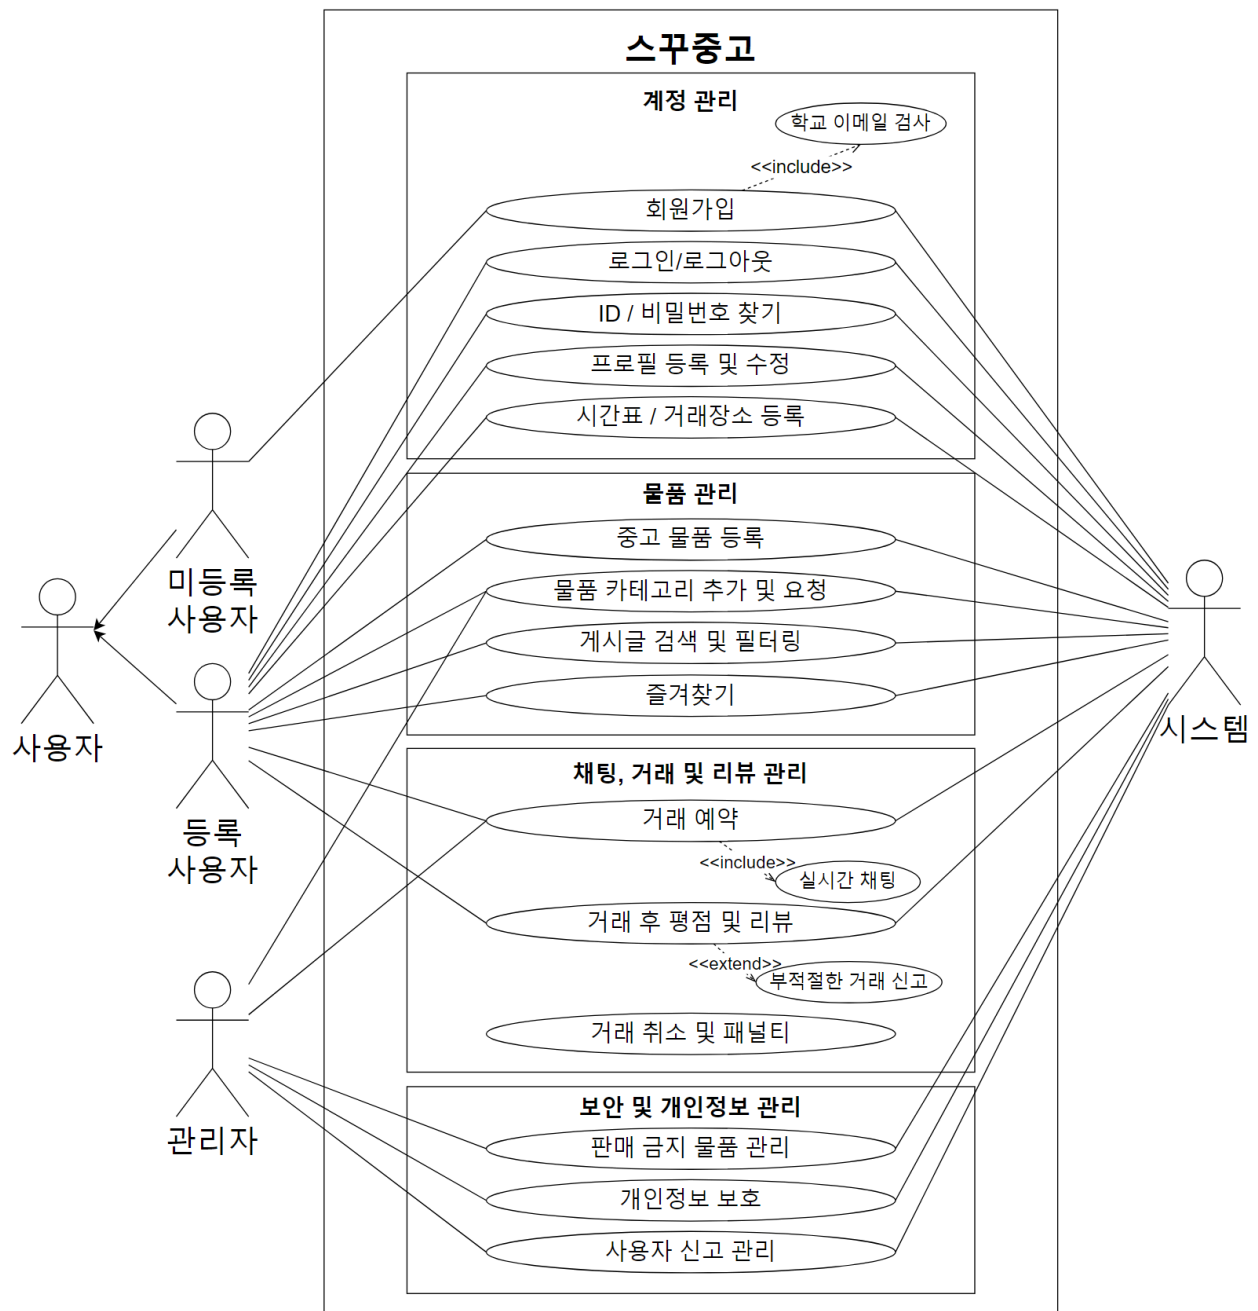 스꾸중고
계정 관리
학교 이메일 검사
<<include>>
회원가입
로그인/로그아웃
ID / 비밀번호 찾기
프로필 등록 및 수정
시간표 / 거래장소 등록
물품 관리
중고 물품 등록
물품 카테고리 추가 및 요청
게시글 검색 및 필터링
즐겨찾기
채팅, 거래 및 리뷰 관리
거래 예약
<<include>>
실시간 채팅
거래 후 평점 및 리뷰
<<extend>>
부적절한 거래 신고
거래 취소 및 패널티
보안 및 개인정보 관리
판매 금지 물품 관리
개인정보 보호
사용자 신고 관리
미등록
사용자
사용자
등록
사용자
관리자
시스템